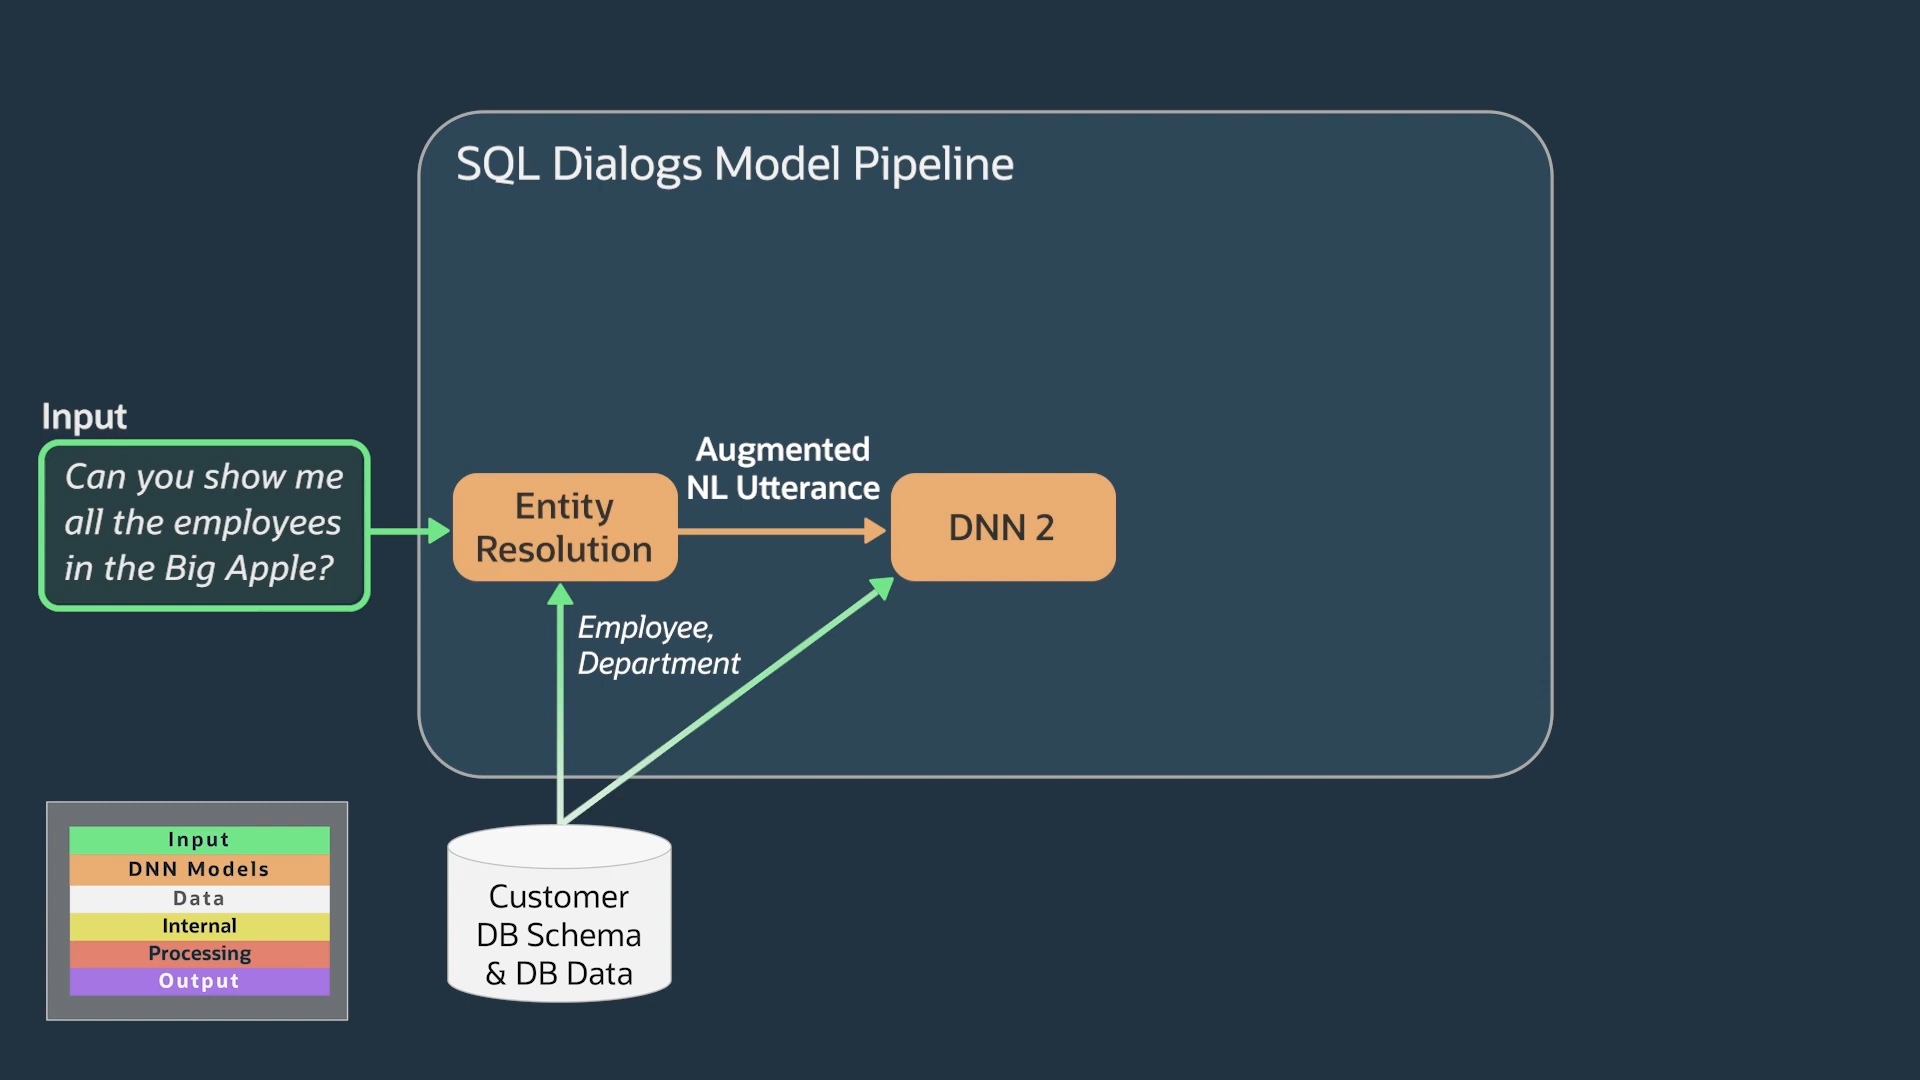 SQL Dialogs Model Pipeline
Input
Can you show me
all the employees
in the Big Apple?
Entity
Resolution
Augmented
NL Utterance
DNN 2
Employee,
Department
Customer
DB Schema
& DB Data
Input
DNN Models
Data
Internal
Processing
Output